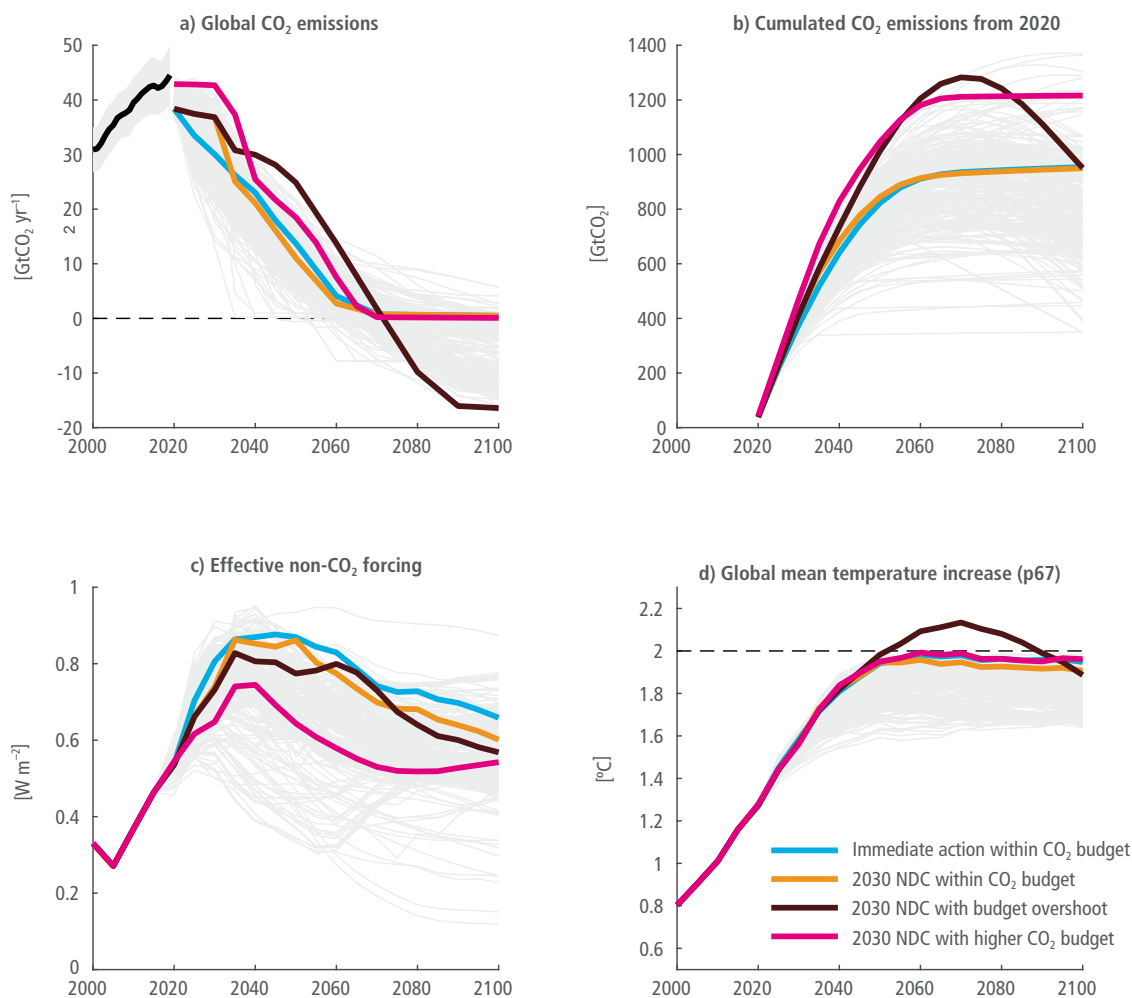 a) Global CO₂ emissions
50
40
30
20
10
0
-10
-20
[GtCO₂ yr⁻¹]
2000 2020 2040 2060 2080 2100
b) Cumulated CO₂ emissions from 2020
1400
1200
1000
800
600
400
200
0
[GtCO₂]
2000 2020 2040 2060 2080 2100
c) Effective non-CO₂ forcing
1
0.8
0.6
0.4
0.2
0
[W m⁻²]
2000 2020 2040 2060 2080 2100
d) Global mean temperature increase (p67)
2.2
2
1.8
1.6
1.4
1.2
1
0.8
0.6
[ºC]
Immediate action within CO₂ budget
2030 NDC within CO₂ budget
2030 NDC with budget overshoot
2030 NDC with higher CO₂ budget
2000 2020 2040 2060 2080 2100